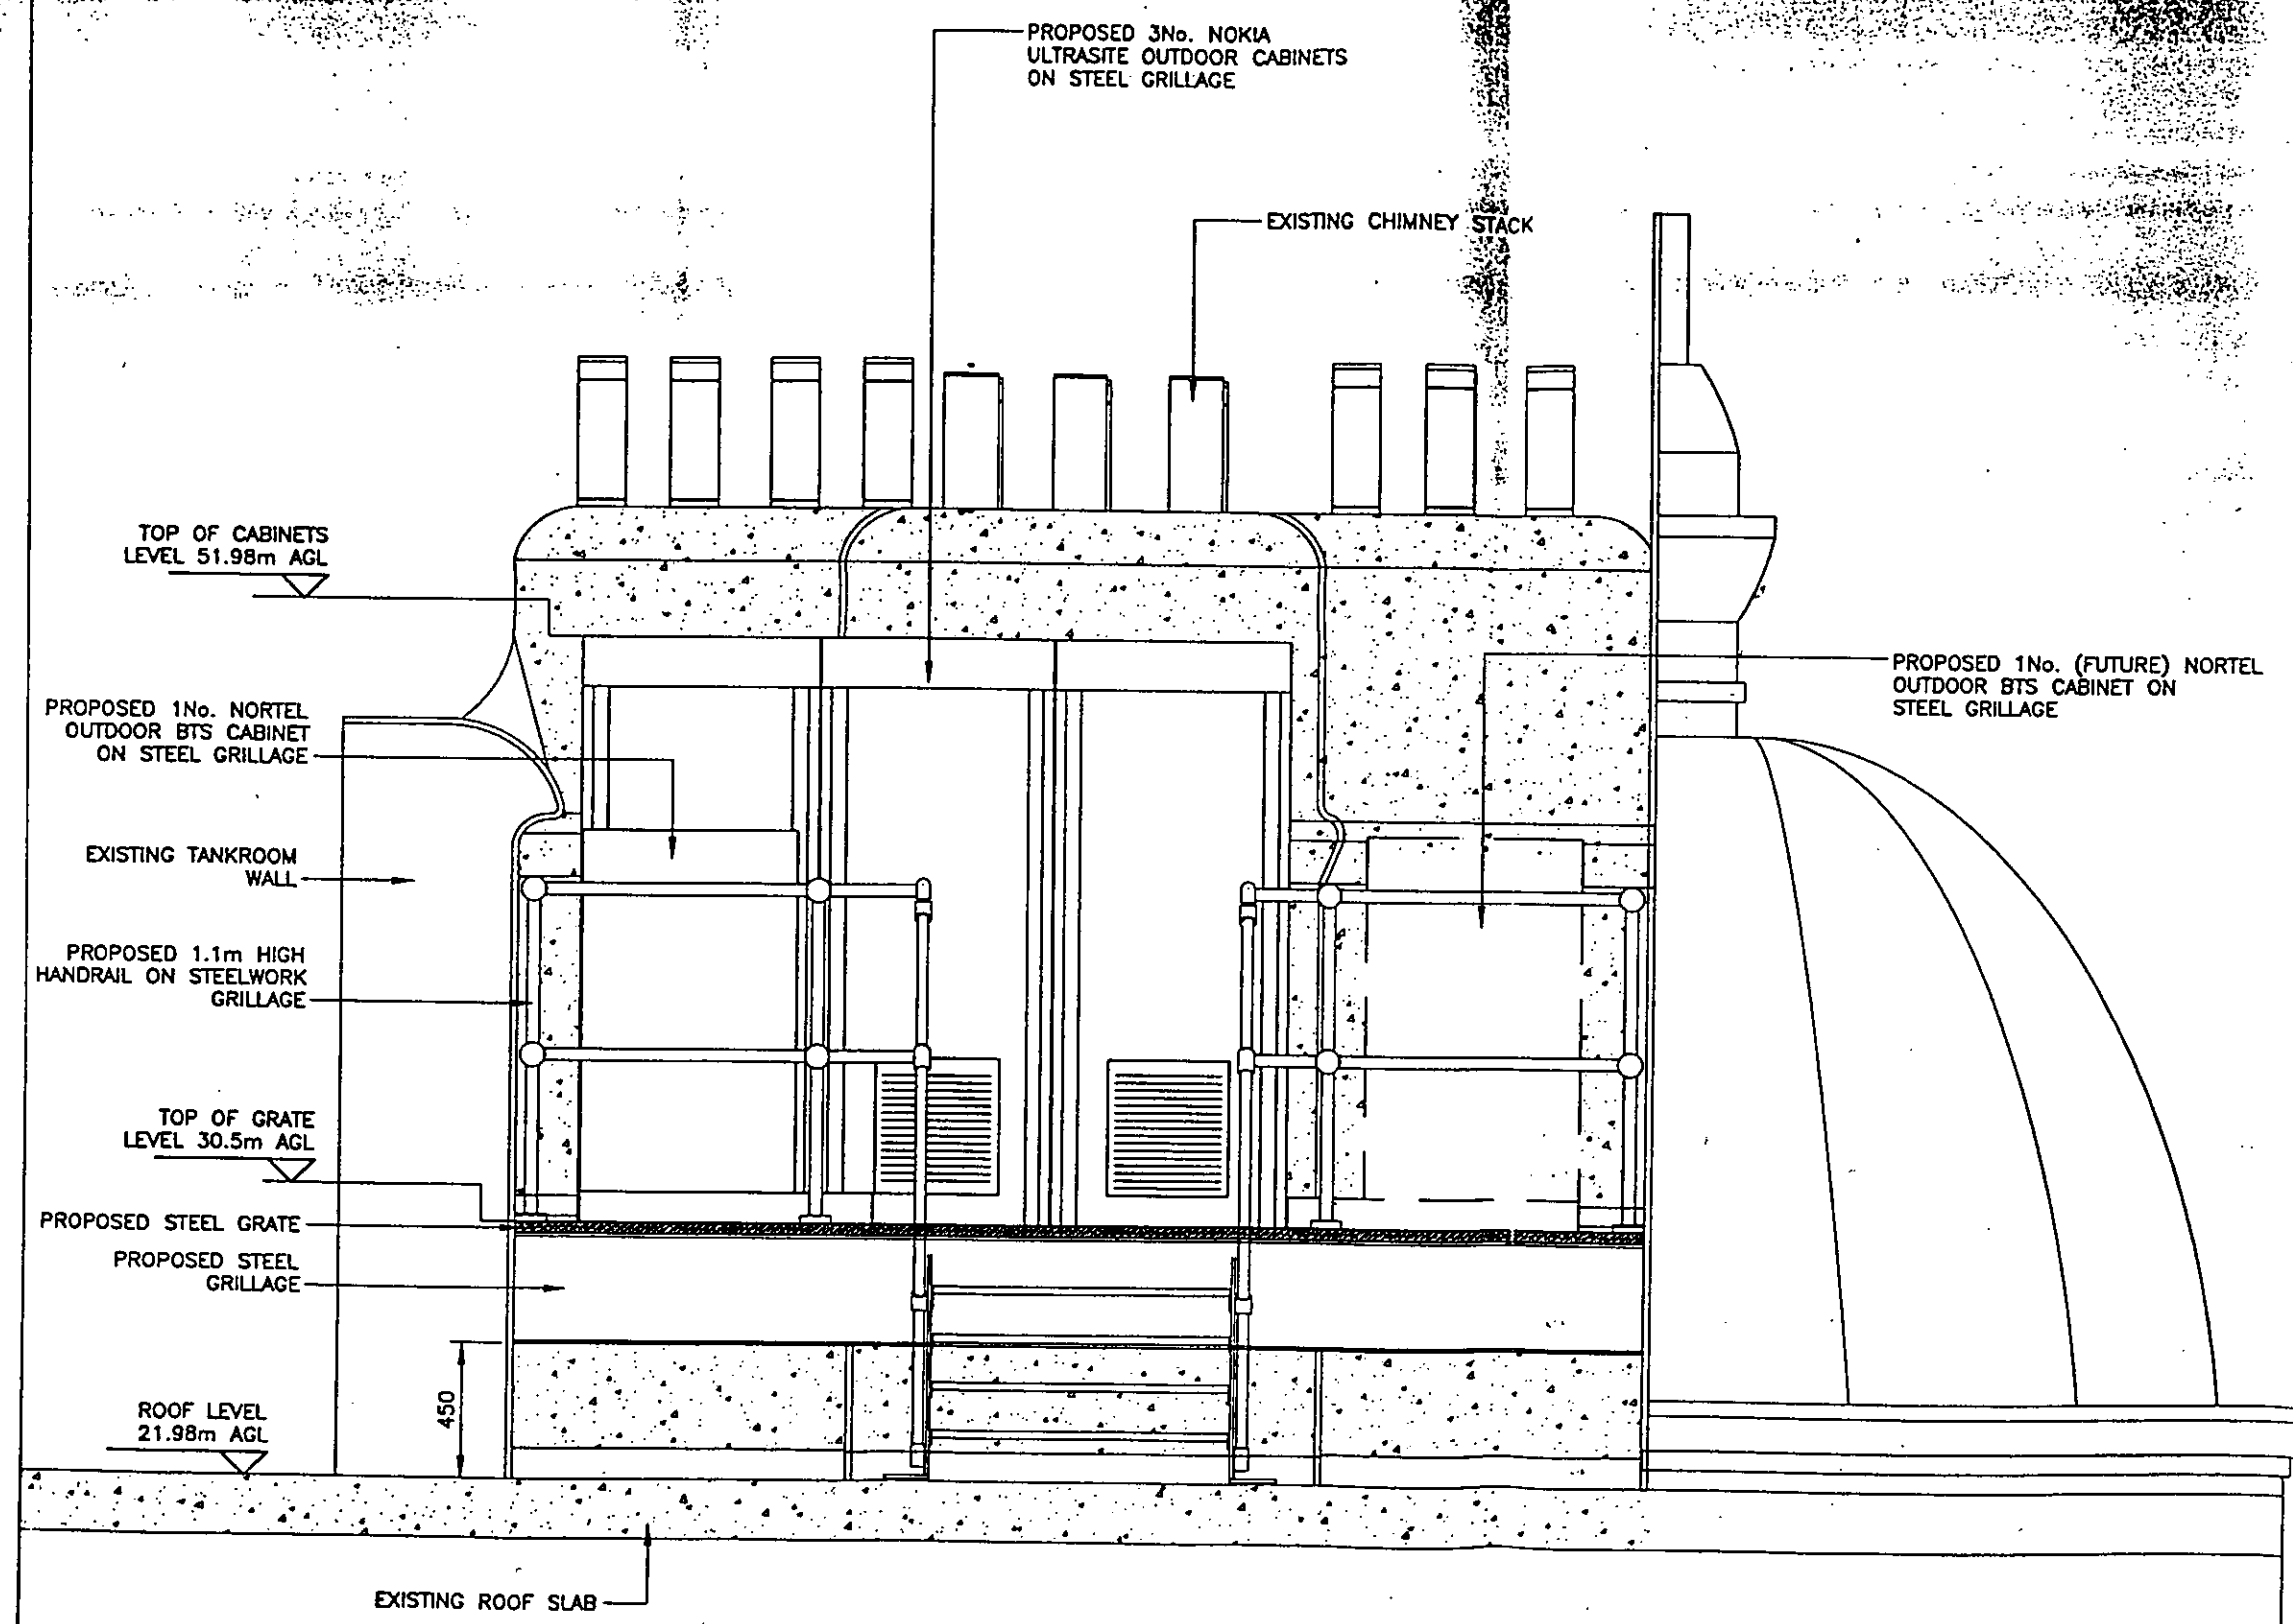 PROPOSED 3No. NOKIA
ULTRASITE OUTDOOR CABINETS
ON STEEL GRILLAGE
EXISTING CHIMNEY STACK
TOP OF CABINETS
LEVEL 51.98m AGL
PROPOSED 1No. NORTEL
OUTDOOR BTS CABINET
ON STEEL GRILLAGE
PROPOSED 1No. (FUTURE) NORTEL
OUTDOOR BTS CABINET ON
STEEL GRILLAGE
EXISTING TANKROOM
WALL
PROPOSED 1.1m HIGH
HANDRAIL ON STEELWORK
GRILLAGE
TOP OF GRATE
LEVEL 30.5m AGL
PROPOSED STEEL GRATE
PROPOSED STEEL
GRILLAGE
450
ROOF LEVEL
21.98m AGL
EXISTING ROOF SLAB